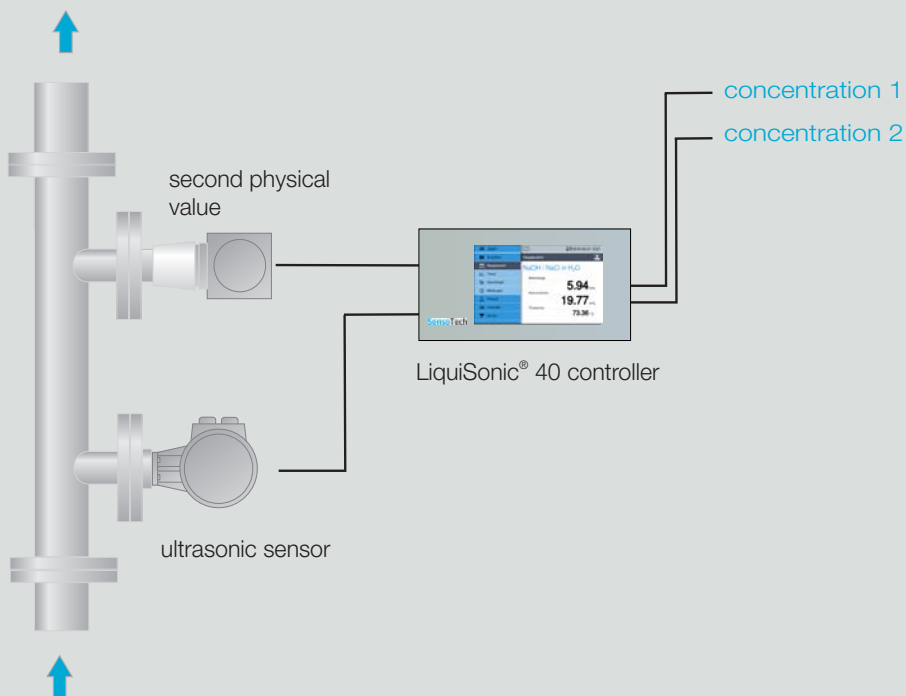 concentration 1
concentration 2
second physical
value
NaOH / NaCl in H₂O
5.94
19.77
73.36
SensoTech
LiquiSonic® 40 controller
ultrasonic sensor